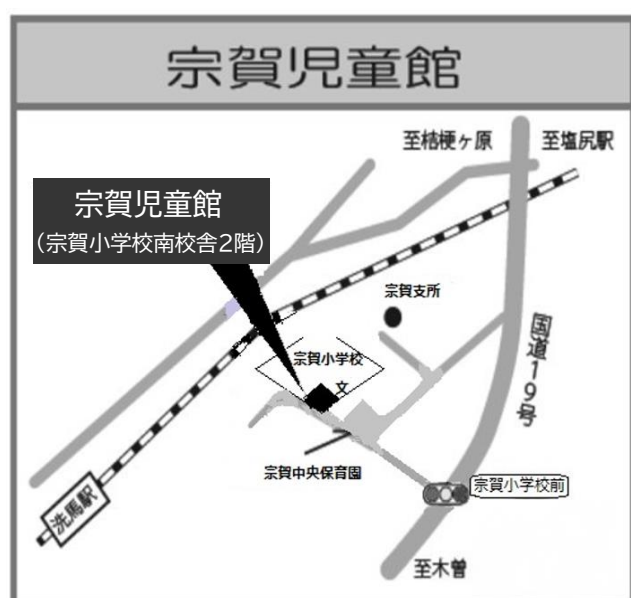 宗賀児童館
至桔梗ヶ原
至塩尻駅
宗賀児童館
(宗賀小学校南校舎2階)
宗賀支所
国道19号
宗賀小学校
文
宗賀中央保育園
宗賀小学校前
洗馬駅
至木曽